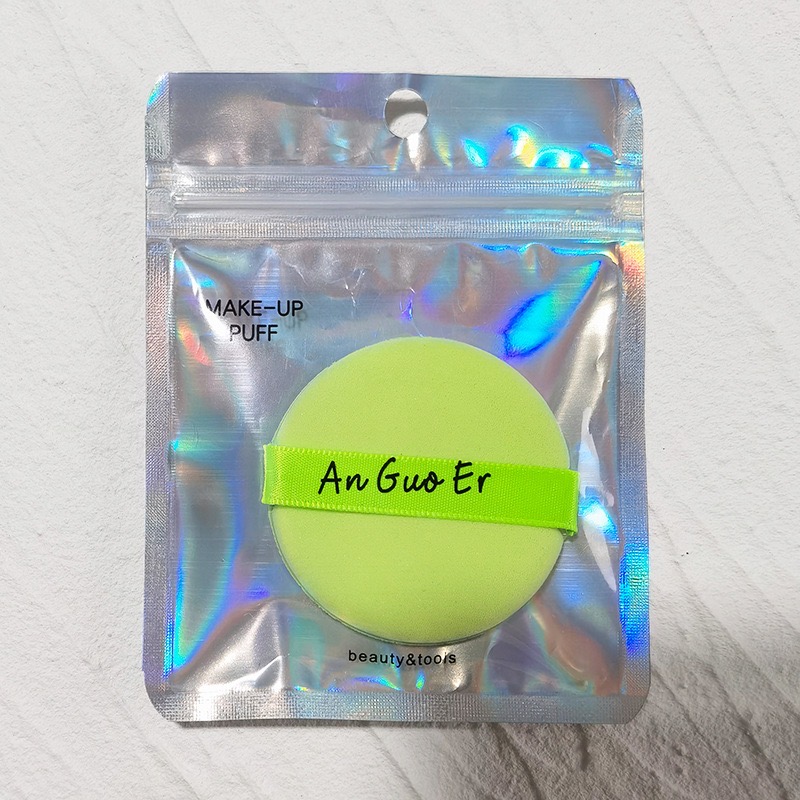 MAKE-UP
PUFF
An Guo Er
beauty&tools